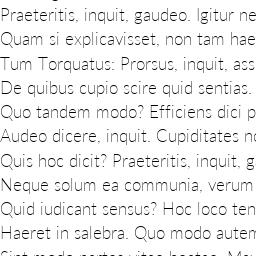 Praeteritis, inquit, gaudeo. Igitur ne
Quam si explicavisset, non tam hae
Tum Torquatus: Prorsus, inquit, ass
De quibus cupio scire quid sentias.
Quo tandem modo? Efficiens dici p
Audeo dicere, inquit. Cupiditates no
Quis hoc dicit? Praeteritis, inquit, g
Neque solum ea communia, verum
Quid iudicant sensus? Hoc loco ten
Haeret in salebra. Quo modo autem